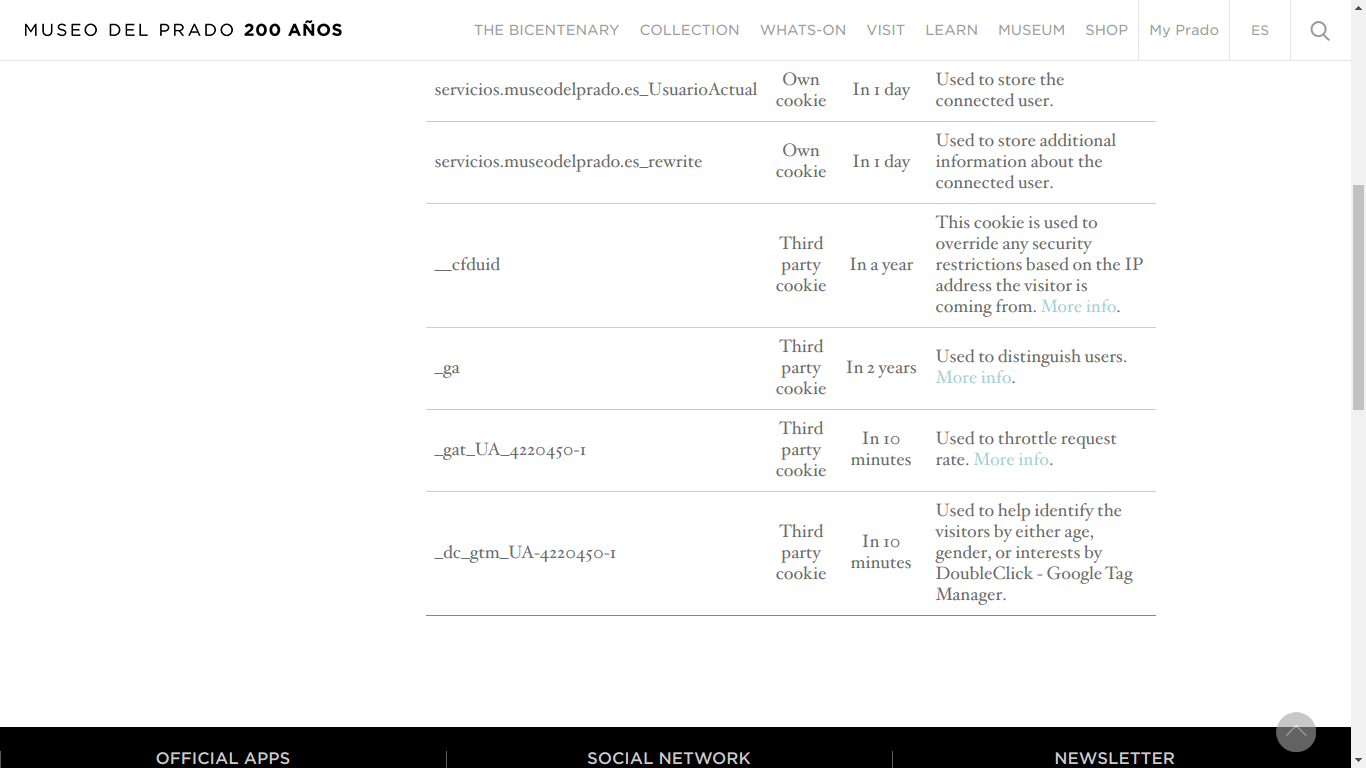 MUSEO DEL PRADO 200 AÑOS
THE BICENTENARY COLLECTION WHATS-ON VISIT LEARN MUSEUM SHOP My Prado ES
servicios.museodelprado.es_UsuarioActual
Own
cookie
In 1 day
Used to store the
connected user.
servicios.museodelprado.es_rewrite
Own
cookie
In 1 day
Used to store additional
information about the
connected user.
__cfduid
Third
party
cookie
In a year
This cookie is used to
override any security
restrictions based on the IP
address the visitor is
coming from. More info.
_ga
Third
party
cookie
In 2 years
Used to distinguish users.
More info.
_gat_UA_4220450-1
Third
party
cookie
In 10
minutes
Used to throttle request
rate. More info.
_dc_gtm_UA-4220450-1
Third
party
cookie
In 10
minutes
Used to help identify the
visitors by either age,
gender, or interests by
DoubleClick - Google Tag
Manager.
OFFICIAL APPS
SOCIAL NETWORK
NEWSLETTER